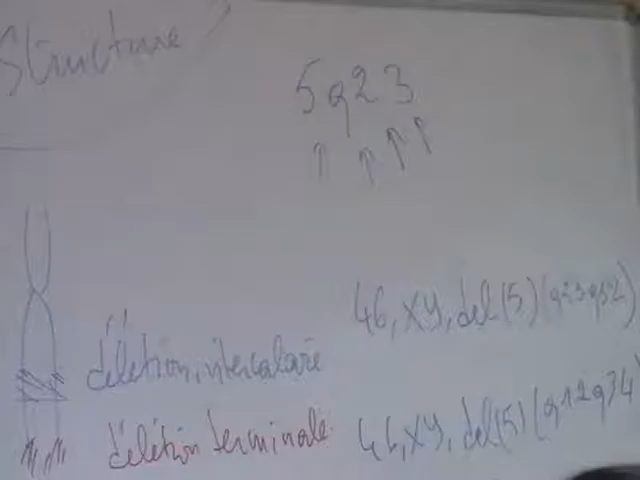 Structure
5q23
46, XY, del(5)(q23q32)
délétion, intercalaire
délétion terminale
46, XY, del(5)(q12q34)